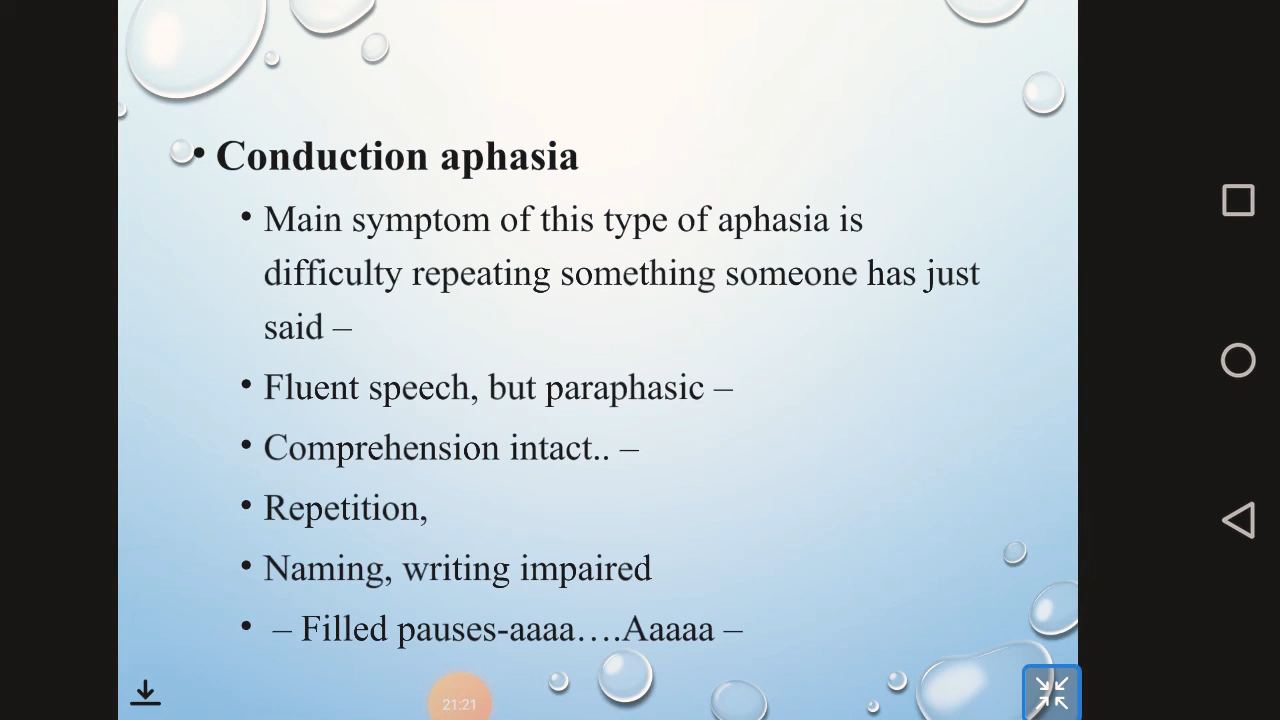 • Conduction aphasia
• Main symptom of this type of aphasia is
difficulty repeating something someone has just
said –
• Fluent speech, but paraphasic –
• Comprehension intact.. –
• Repetition,
• Naming, writing impaired
• – Filled pauses-aaaa….Aaaaa –
21:21